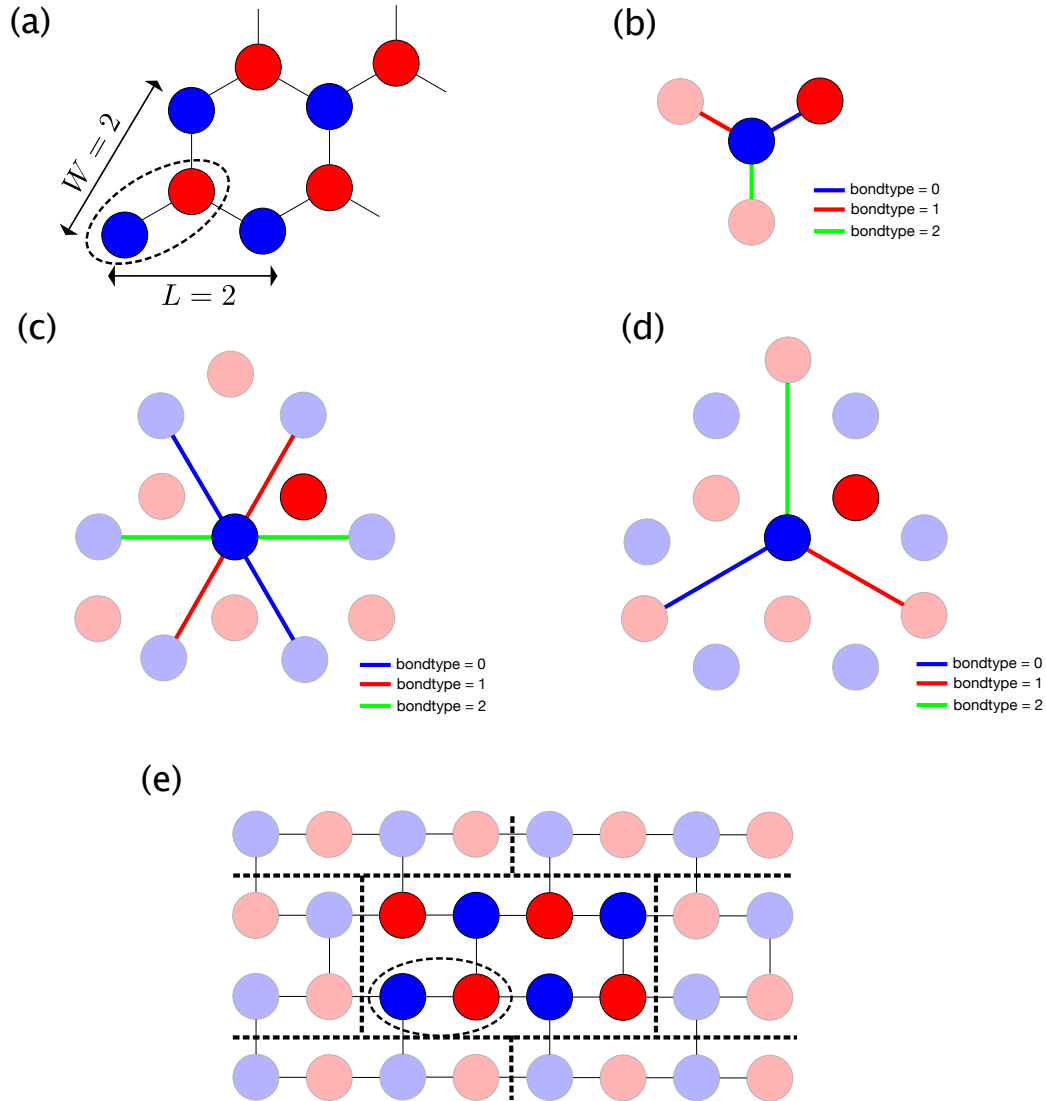 (a)
W = 2
L = 2
(b)
bondtype = 0
bondtype = 1
bondtype = 2
(c)
bondtype = 0
bondtype = 1
bondtype = 2
(d)
bondtype = 0
bondtype = 1
bondtype = 2
(e)